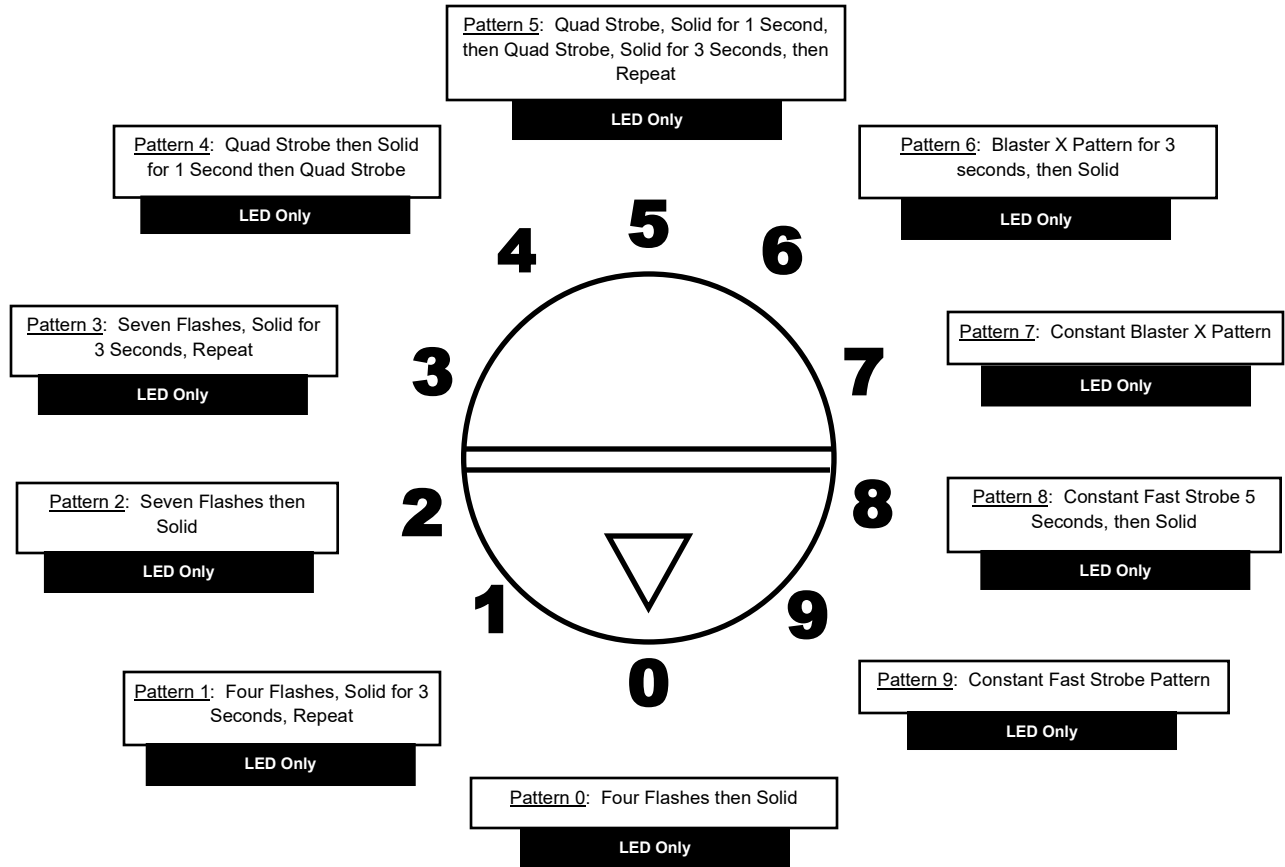 Pattern 5: Quad Strobe, Solid for 1 Second,
then Quad Strobe, Solid for 3 Seconds, then
Repeat
LED Only
Pattern 4: Quad Strobe then Solid
for 1 Second then Quad Strobe
LED Only
Pattern 6: Blaster X Pattern for 3
seconds, then Solid
LED Only
5
4
6
Pattern 3: Seven Flashes, Solid for
3 Seconds, Repeat
LED Only
3
7
Pattern 7: Constant Blaster X Pattern
LED Only
Pattern 2: Seven Flashes then
Solid
LED Only
2
8
Pattern 8: Constant Fast Strobe 5
Seconds, then Solid
LED Only
1
9
0
Pattern 1: Four Flashes, Solid for 3
Seconds, Repeat
LED Only
Pattern 9: Constant Fast Strobe Pattern
LED Only
Pattern 0: Four Flashes then Solid
LED Only